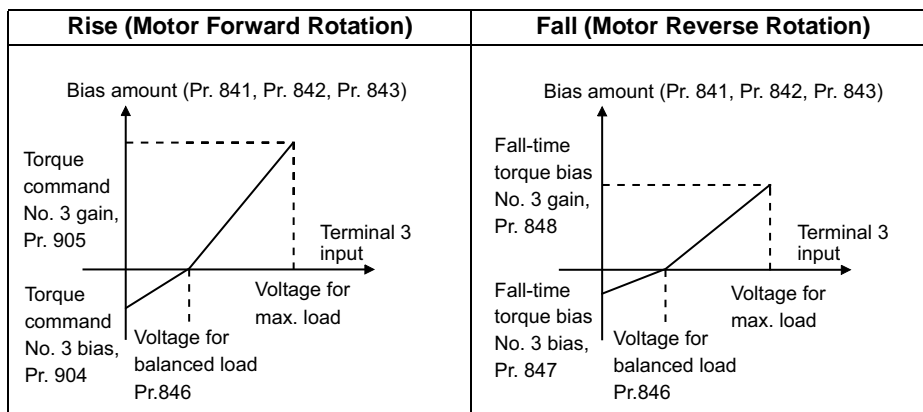 Rise (Motor Forward Rotation)
Fall (Motor Reverse Rotation)
Bias amount (Pr. 841, Pr. 842, Pr. 843)
Torque
command
No. 3 gain,
Pr. 905
Terminal 3
input
Torque
command
No. 3 bias,
Pr. 904
Voltage for
max. load
Voltage for
balanced load
Pr.846
Bias amount (Pr. 841, Pr. 842, Pr. 843)
Fall-time
torque bias
No. 3 gain,
Pr. 848
Terminal 3
input
Fall-time
torque bias
No. 3 bias,
Pr. 847
Voltage for
max. load
Voltage for
balanced load
Pr.846